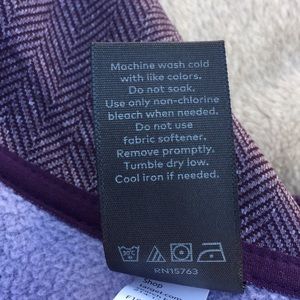 Machine wash cold
with like colors.
Do not soak.
Use only non-chlorine
bleach when needed.
Do not use
fabric softener.
Remove promptly.
Tumble dry low.
Cool iron if needed.
RN15763
Shop